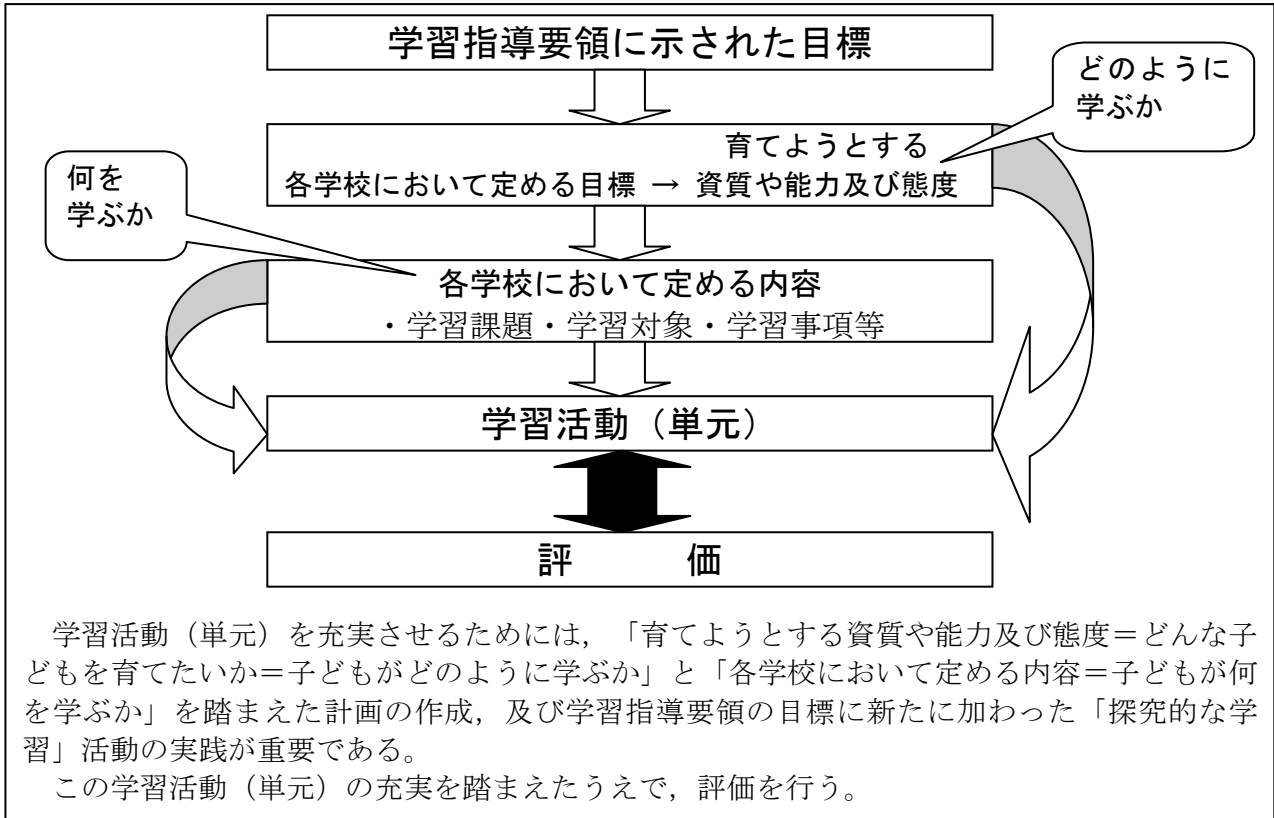 学習指導要領に示された目標
どのように
学ぶか
育てようとする
各学校において定める目標 → 資質や能力及び態度
何を
学ぶか
各学校において定める内容
・学習課題・学習対象・学習事項等
学習活動（単元）
評　　価
学習活動（単元）を充実させるためには，「育てようとする資質や能力及び態度＝どんな子
どもを育てたいか＝子どもがどのように学ぶか」と「各学校において定める内容＝子どもが何
を学ぶか」を踏まえた計画の作成，及び学習指導要領の目標に新たに加わった「探究的な学
習」活動の実践が重要である。
この学習活動（単元）の充実を踏まえたうえで，評価を行う。